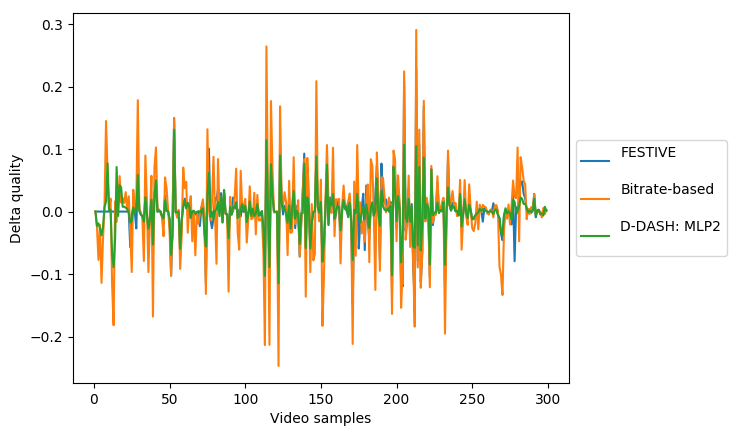 0.3
0.2
0.1
0.0
−0.1
−0.2
Delta quality
0 50 100 150 200 250 300
Video samples
FESTIVE
Bitrate-based
D-DASH: MLP2